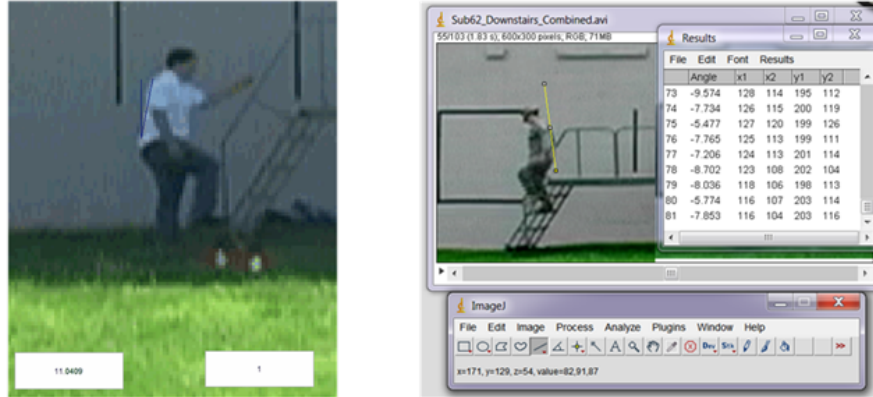 11.0409
1
Sub62_Downstairs_Combined.avi
55/103 (1.83 s); 600x300 pixels; RGB, 71MB
Results
File Edit Font Results
Angle x1 x2 y1 y2
73 -9.574 128 114 195 112
74 -7.734 126 115 200 119
75 -5.477 127 120 199 126
76 -7.765 125 113 199 111
77 -7.206 124 113 201 114
78 -8.702 123 108 202 104
79 -8.036 118 106 198 113
80 -5.774 116 107 203 114
81 -7.853 116 104 203 116
ImageJ
File Edit Image Process Analyze Plugins Window Help
A Dev Stk >>
x=171, y=129, z=54, value=82,91,87